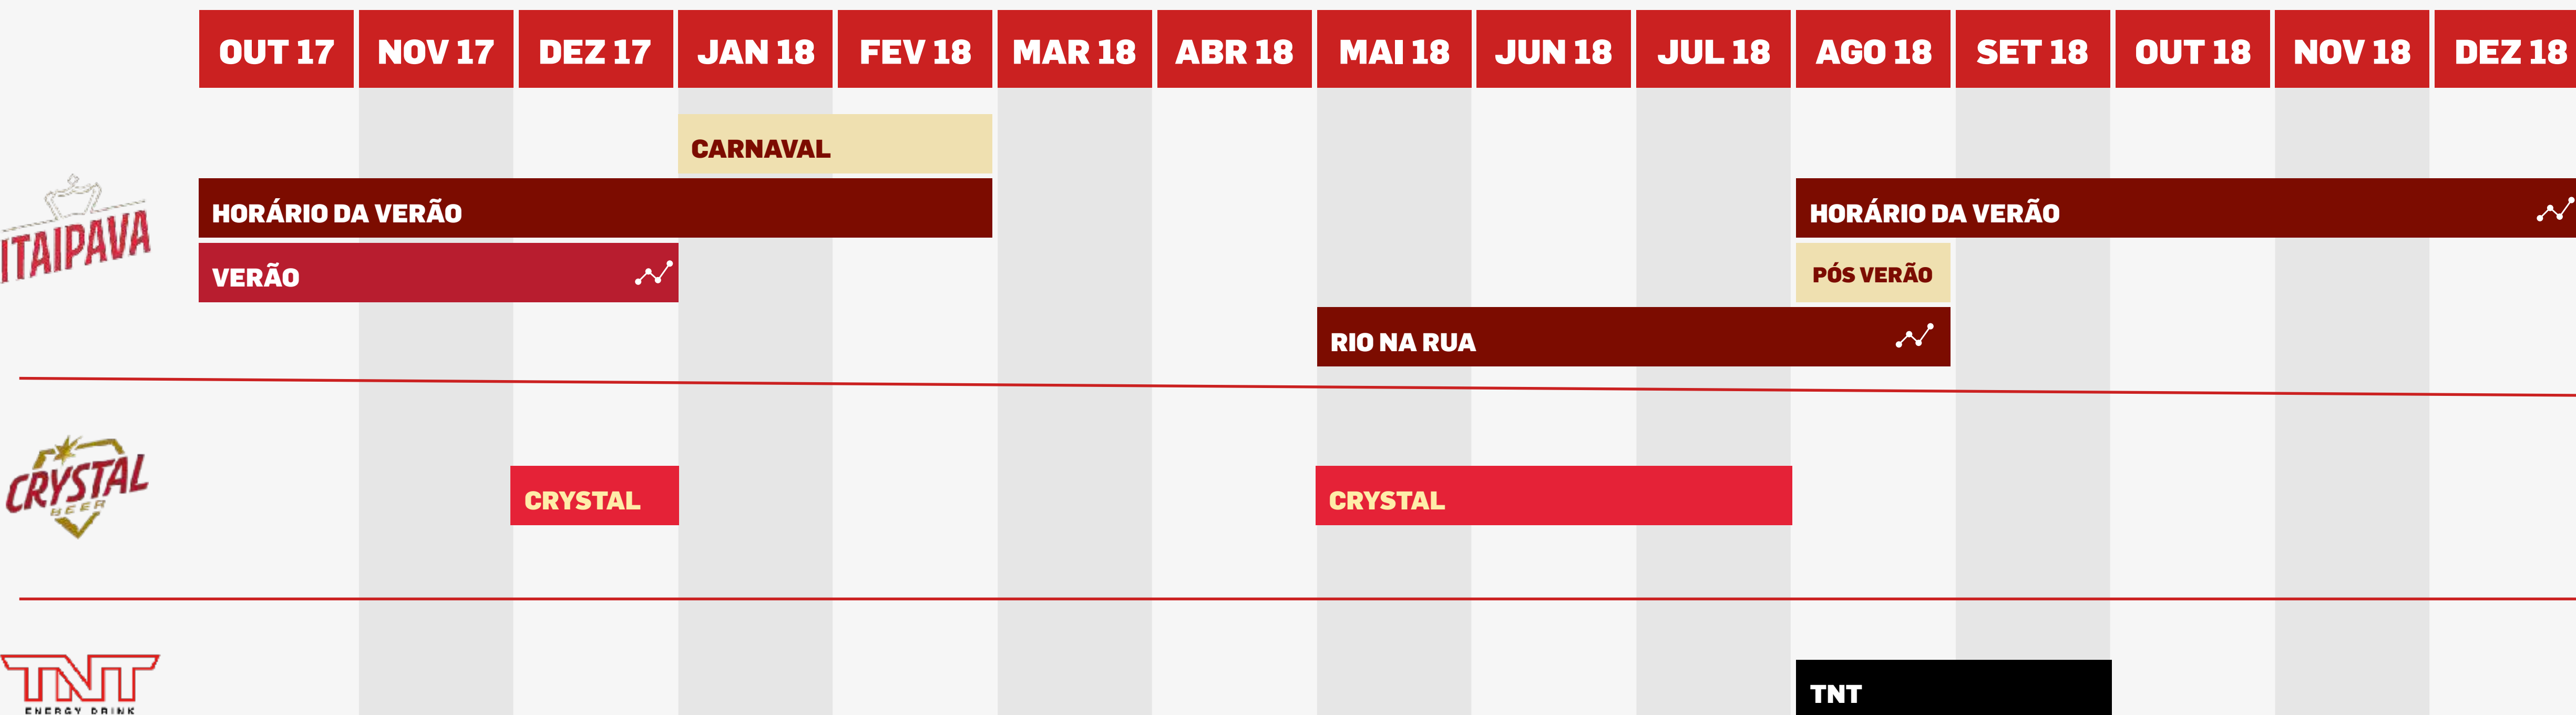 OUT 17 NOV 17 DEZ 17 JAN 18 FEV 18 MAR 18 ABR 18 MAI 18 JUN 18 JUL 18 AGO 18 SET 18 OUT 18 NOV 18 DEZ 18
CARNAVAL
ITAIPAVA
HORÁRIO DA VERÃO HORÁRIO DA VERÃO
VERÃO PÓS VERÃO
RIO NA RUA
CRYSTAL
BEER
CRYSTAL CRYSTAL
TNT
ENERGY DRINK
TNT